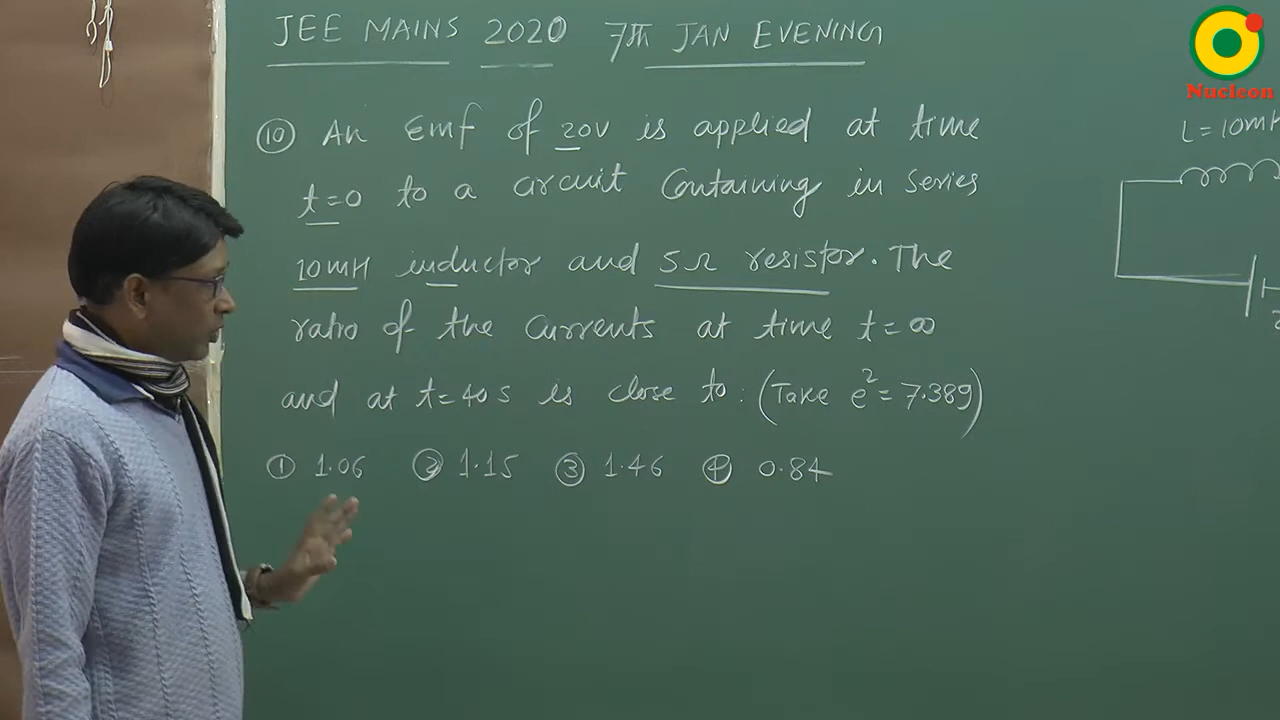 JEE MAINS 2020 7th JAN EVENING
Nucleon
(10) An Emf of 20V is applied at time
t=0 to a circuit Containing in Series
10mH inductor and 5Ω resistor. The
ratio of the Currents at time t=∞
and at t=40s is close to: (Take e²=7.389)
① 1.06 ② 1.15 ③ 1.46 ④ 0.84
L=10mH